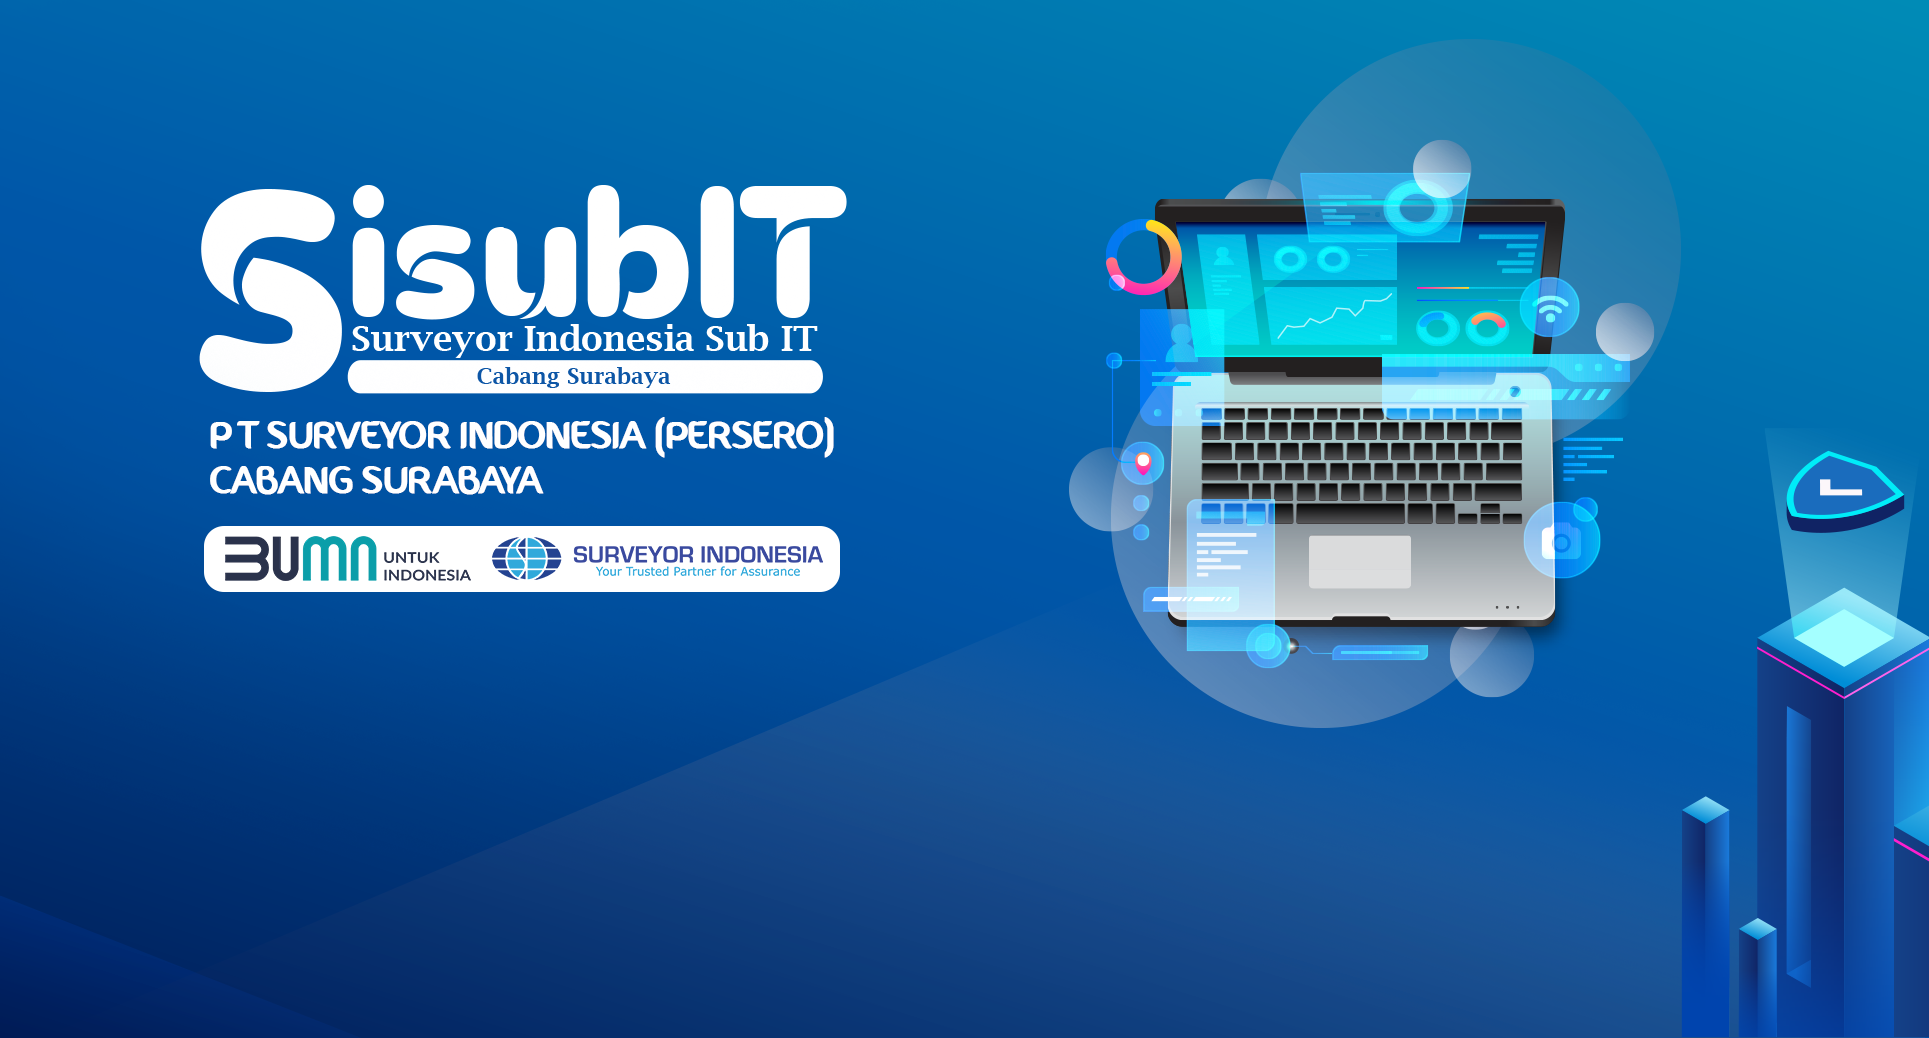 SisubIT
Surveyor Indonesia Sub IT
Cabang Surabaya
PT SURVEYOR INDONESIA (PERSERO)
CABANG SURABAYA
BUMN UNTUK
INDONESIA
SURVEYOR INDONESIA
Your Trusted Partner for Assurance